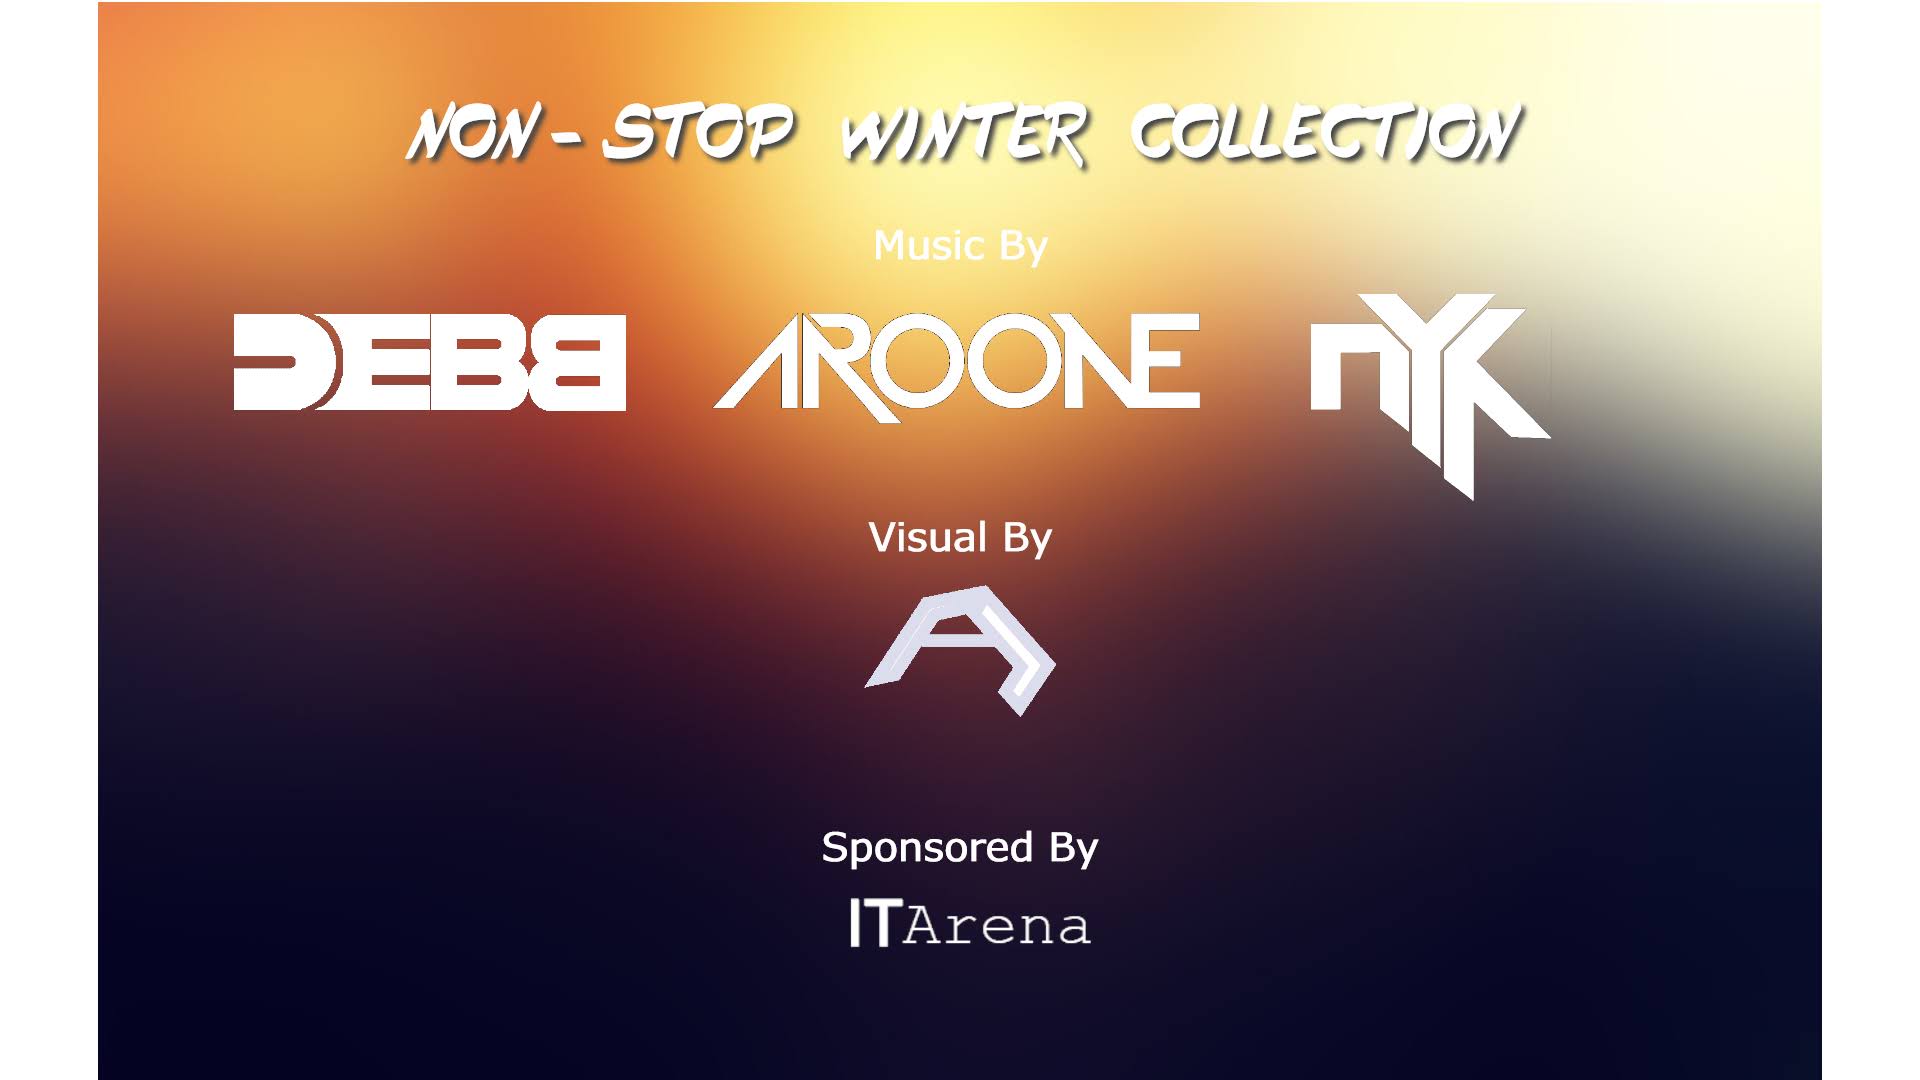 NON-STOP WINTER COLLECTION
Music By
DEBB AROONE NYK
Visual By
A
Sponsored By
ITArena